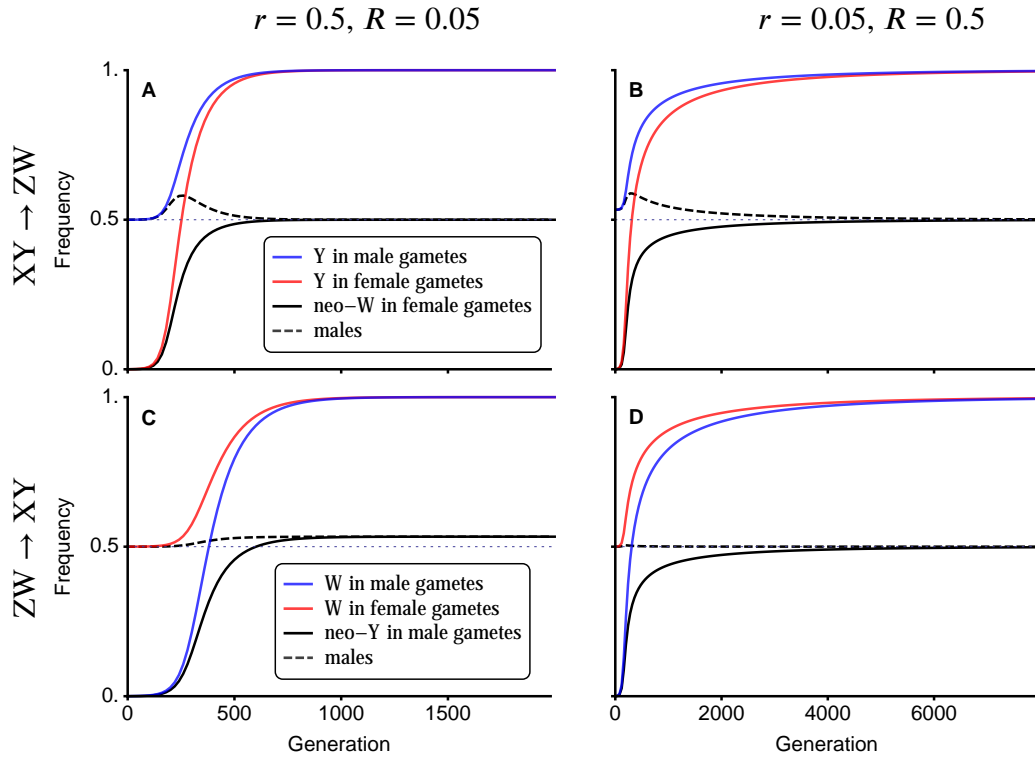 r = 0.5, R = 0.05
r = 0.05, R = 0.5
XY → ZW
Frequency
1.
0.5
0.
A
Y in male gametes
Y in female gametes
neo−W in female gametes
males
B
ZW → XY
Frequency
1.
0.5
0.
C
W in male gametes
W in female gametes
neo−Y in male gametes
males
0
500
1000
1500
Generation
D
0
2000
4000
6000
Generation